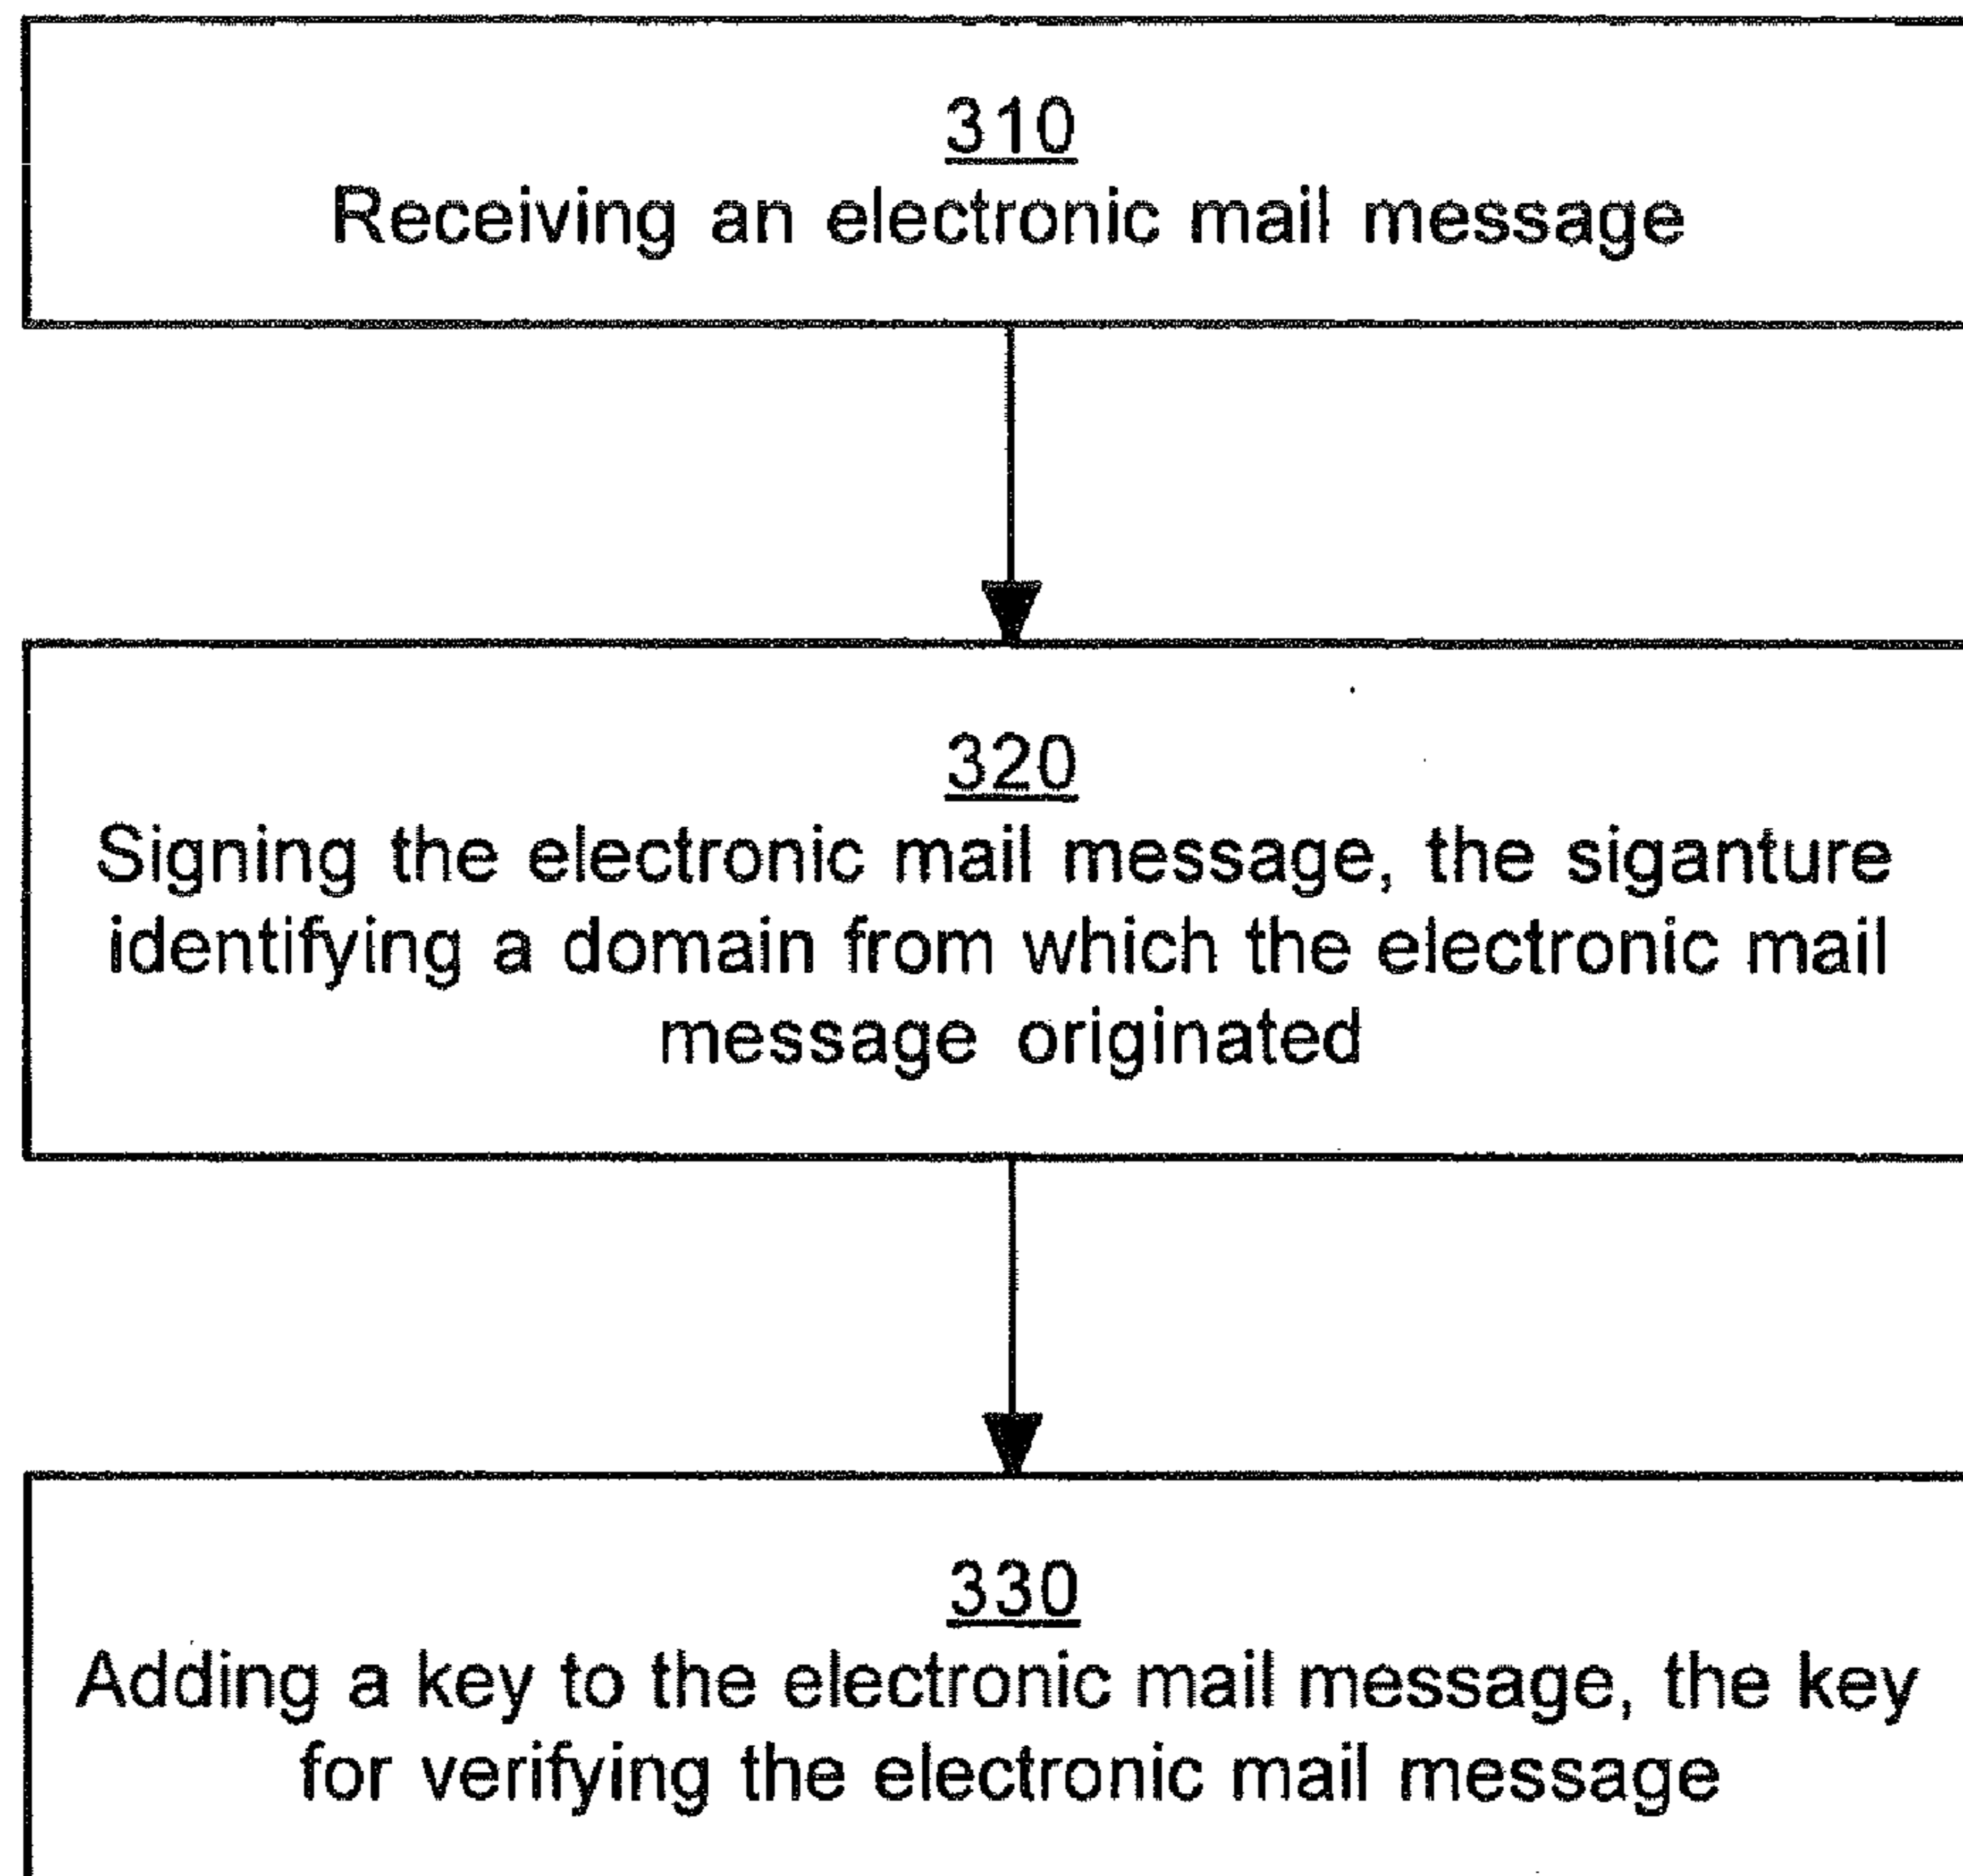 310
Receiving an electronic mail message
320
Signing the electronic mail message, the siganture
identifying a domain from which the electronic mail
message originated
330
Adding a key to the electronic mail message, the key
for verifying the electronic mail message